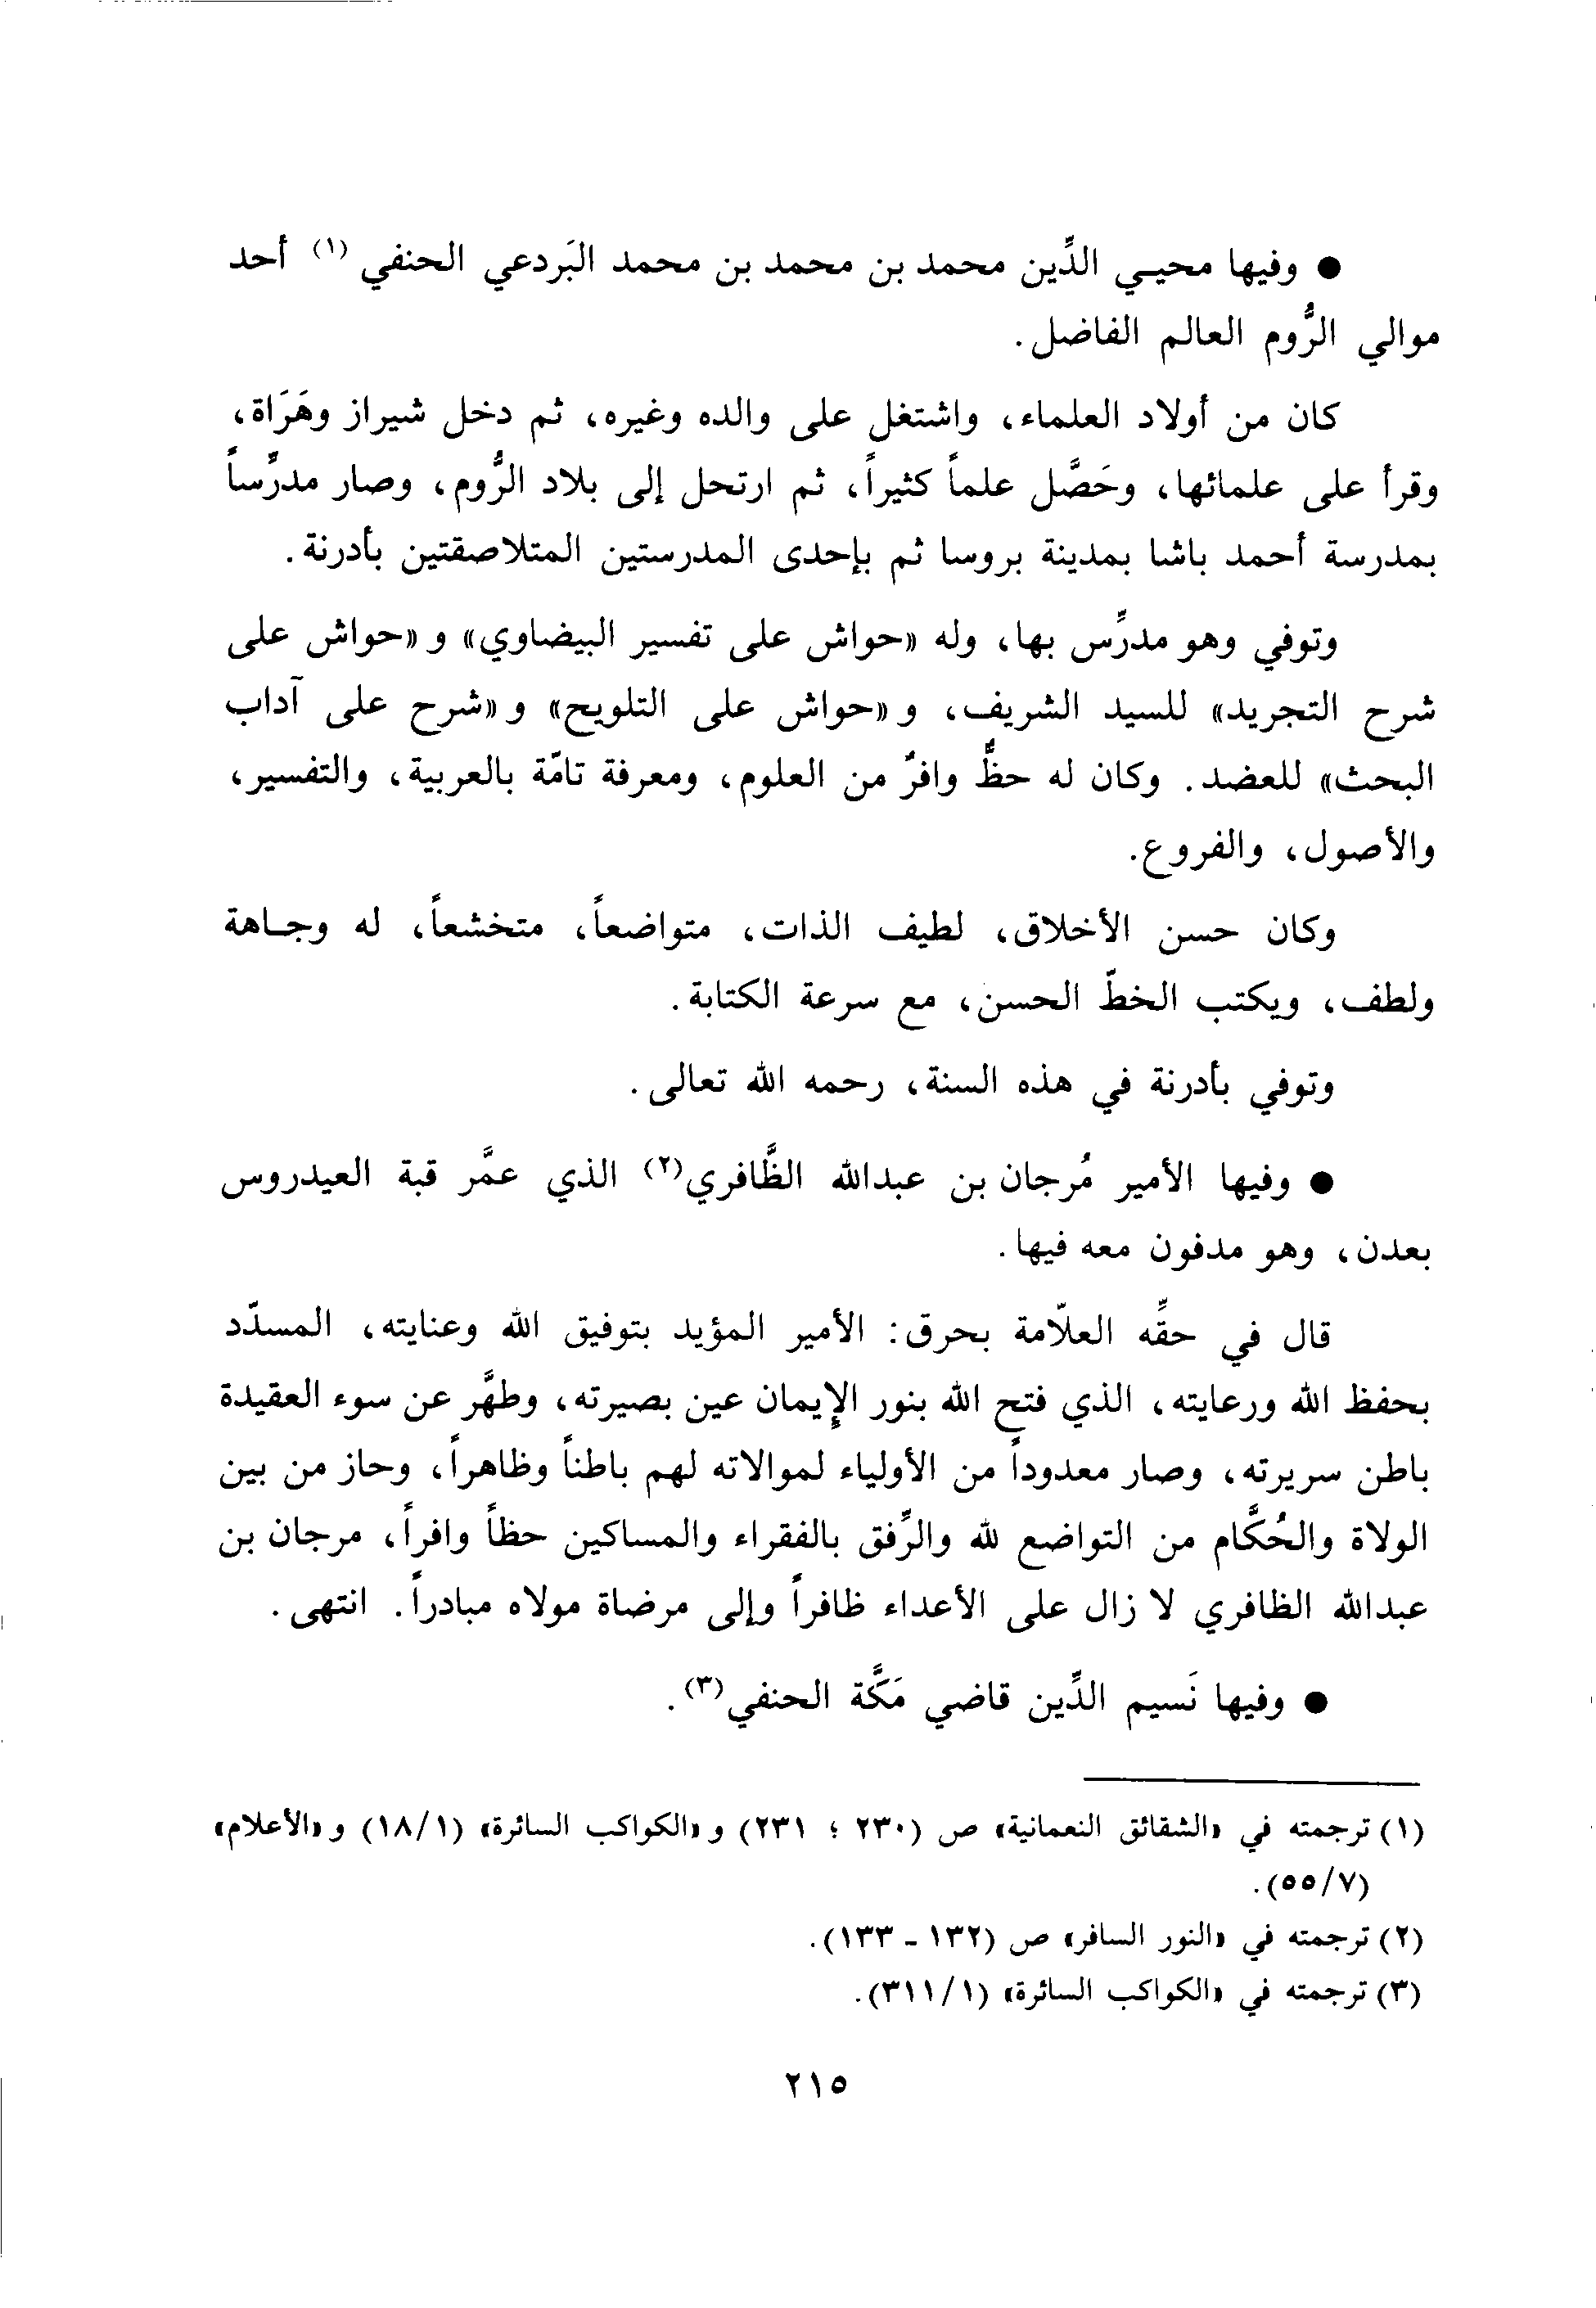 ● وفيها محيـي الدِّين محمد بن محمد بن محمد البَردعي الحنفي (١) أحد
موالي الرُّوم العالم الفاضل.
كان من أولاد العلماء، واشتغل على والده وغيره، ثم دخل شيراز وهَرَاة،
وقرأ على علمائها، وحَصَّل علماً كثيراً، ثم ارتحل إلى بلاد الرُّوم، وصار مدرِّساً
بمدرسة أحمد باشا بمدينة بروسا ثم بإحدى المدرستين المتلاصقتين بأدرنة.
وتوفي وهو مدرِّس بها، وله «حواش على تفسير البيضاوي» و«حواش على
شرح التجريد» للسيد الشريف، و«حواش على التلويح» و«شرح على آداب
البحث» للعضد. وكان له حظٌّ وافرٌ من العلوم، ومعرفة تامّة بالعربية، والتفسير،
والأصول، والفروع.
وكان حسن الأخلاق، لطيف الذات، متواضعاً، متخشعاً، له وجـاهة
ولطف، ويكتب الخطّ الحسن، مع سرعة الكتابة.
وتوفي بأدرنة في هذه السنة، رحمه الله تعالى.
● وفيها الأمير مُرجان بن عبدالله الظَّافري(٢) الذي عمَّر قبة العيدروس
بعدن، وهو مدفون معه فيها.
قال في حقِّه العلاّمة بحرق: الأمير المؤيد بتوفيق الله وعنايته، المسدّد
بحفظ الله ورعايته، الذي فتح الله بنور الإيمان عين بصيرته، وطهَّر عن سوء العقيدة
باطن سريرته، وصار معدوداً من الأولياء لموالاته لهم باطناً وظاهراً، وحاز من بين
الولاة والحُكَّام من التواضع لله والرِّفق بالفقراء والمساكين حظاً وافراً، مرجان بن
عبدالله الظافري لا زال على الأعداء ظافراً وإلى مرضاة مولاه مبادراً. انتهى.
● وفيها نَسيم الدِّين قاضي مَكَّة الحنفي(٣).
(١) ترجمته في «الشقائق النعمانية» ص (٢٣٠ ؛ ٢٣١) و«الكواكب السائرة» (١/١٨) و«الأعلام»
(٧/٥٥).
(٢) ترجمته في «النور السافر» ص (١٣٢ - ١٣٣).
(٣) ترجمته في «الكواكب السائرة» (١/٣١١).
٢١٥